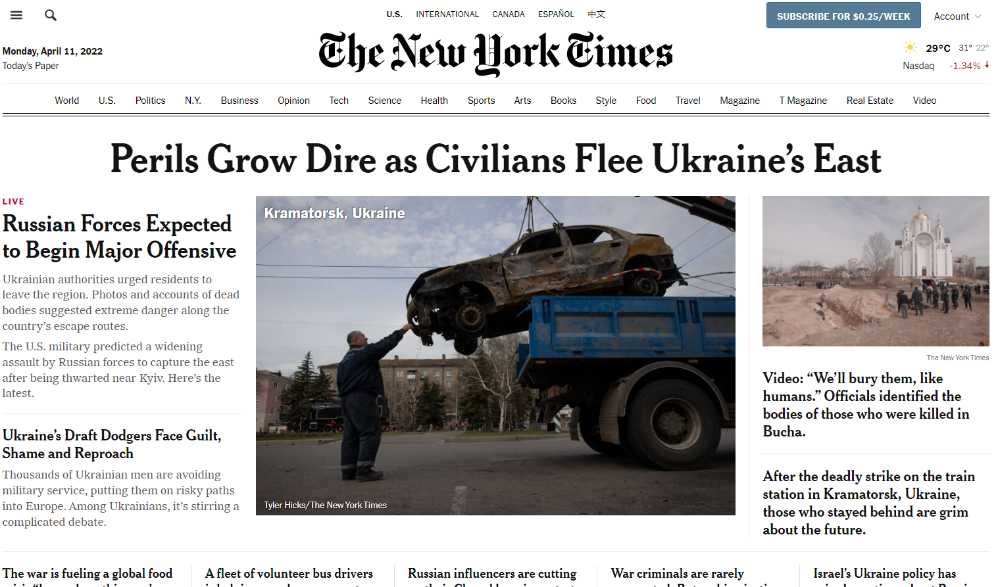 U.S. INTERNATIONAL CANADA ESPAÑOL 中文
SUBSCRIBE FOR $0.25/WEEK
Account
Monday, April 11, 2022
Today's Paper
The New York Times
29°C 31° 22°
Nasdaq -1.34%
World U.S. Politics N.Y. Business Opinion Tech Science Health Sports Arts Books Style Food Travel Magazine T Magazine Real Estate Video
Perils Grow Dire as Civilians Flee Ukraine's East
LIVE
Russian Forces Expected
to Begin Major Offensive
Ukrainian authorities urged residents to
leave the region. Photos and accounts of dead
bodies suggested extreme danger along the
country's escape routes.
The U.S. military predicted a widening
assault by Russian forces to capture the east
after being thwarted near Kyiv. Here's the
latest.
Ukraine's Draft Dodgers Face Guilt,
Shame and Reproach
Thousands of Ukrainian men are avoiding
military service, putting them on risky paths
into Europe. Among Ukrainians, it's stirring a
complicated debate.
Kramatorsk, Ukraine
Tyler Hicks/The New York Times
The New York Times
Video: “We'll bury them, like
humans.” Officials identified the
bodies of those who were killed in
Bucha.
After the deadly strike on the train
station in Kramatorsk, Ukraine,
those who stayed behind are grim
about the future.
The war is fueling a global food
A fleet of volunteer bus drivers
Russian influencers are cutting
War criminals are rarely
Israel's Ukraine policy has